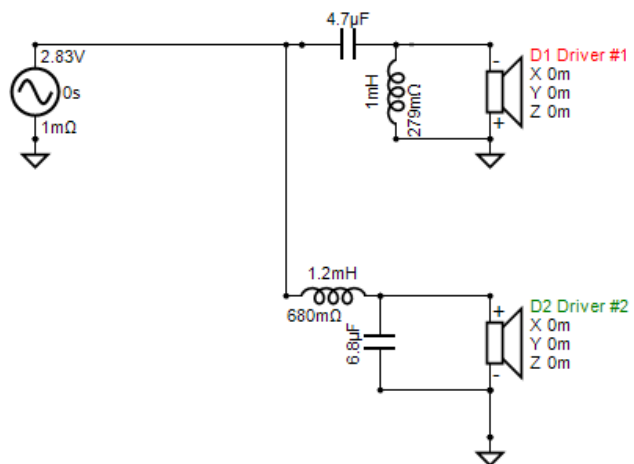 4.7µF
2.83V
0s
1mΩ
1mH
279mΩ
-
+
D1 Driver #1
X 0m
Y 0m
Z 0m
1.2mH
680mΩ
6.8µF
+
-
D2 Driver #2
X 0m
Y 0m
Z 0m